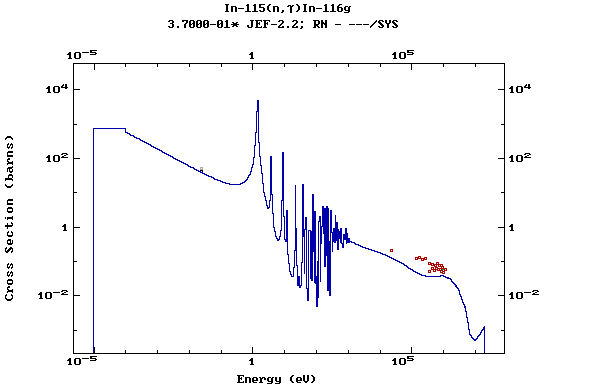 In-115(n,γ)In-116g
3.7000-01* JEF-2.2; RN - ---/SYS
10⁻⁵ 1 10⁵
10⁴ 10⁴
10² 10²
1 1
10⁻² 10⁻²
10⁻⁵ 1 10⁵
Cross Section (barns)
Energy (eV)